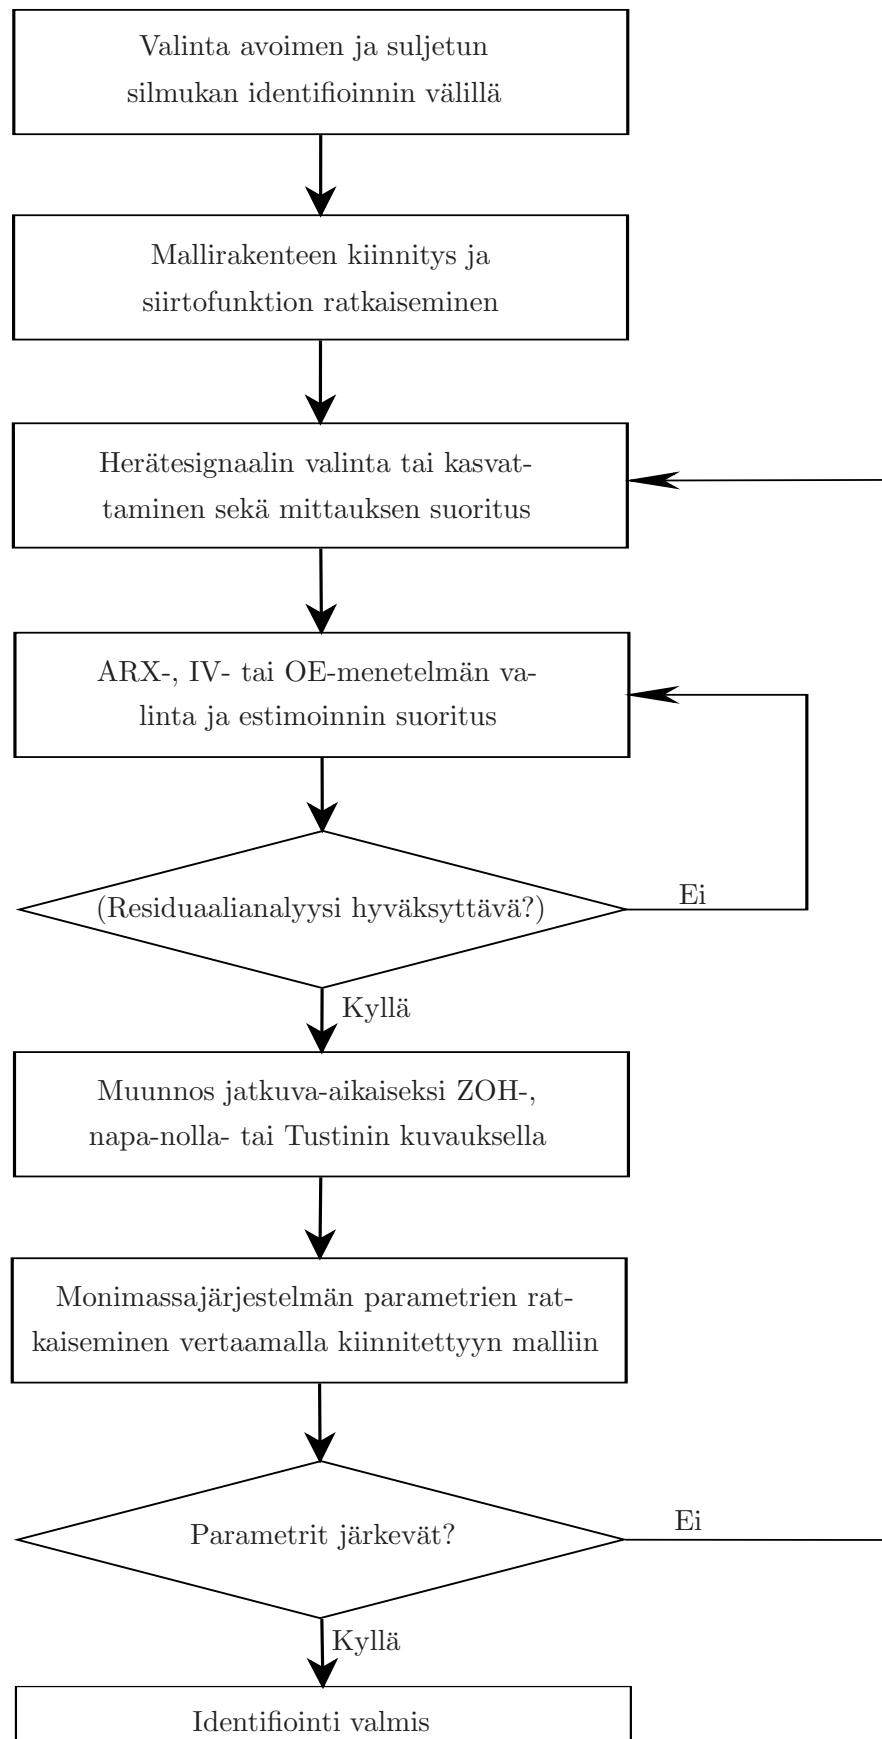 Valinta avoimen ja suljetun
silmukan identifioinnin välillä
Mallirakenteen kiinnitys ja
siirtofunktion ratkaiseminen
Herätesignaalin valinta tai kasvat-
taminen sekä mittauksen suoritus
ARX-, IV- tai OE-menetelmän va-
linta ja estimoinnin suoritus
(Residuaalianalyysi hyväksyttävä?)
Ei
Kyllä
Muunnos jatkuva-aikaiseksi ZOH-,
napa-nolla- tai Tustinin kuvauksella
Monimassajärjestelmän parametrien rat-
kaiseminen vertaamalla kiinnitettyyn malliin
Parametrit järkevät?
Ei
Kyllä
Identifiointi valmis